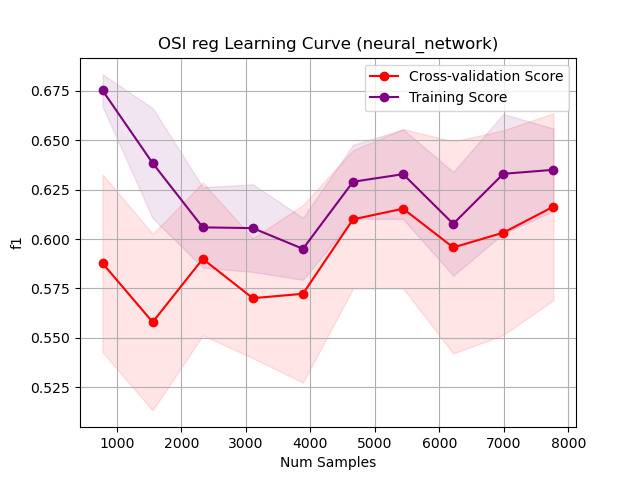 OSI reg Learning Curve (neural_network)
Cross-validation Score
Training Score
0.675
0.650
0.625
0.600
0.575
0.550
0.525
f1
1000 2000 3000 4000 5000 6000 7000 8000
Num Samples